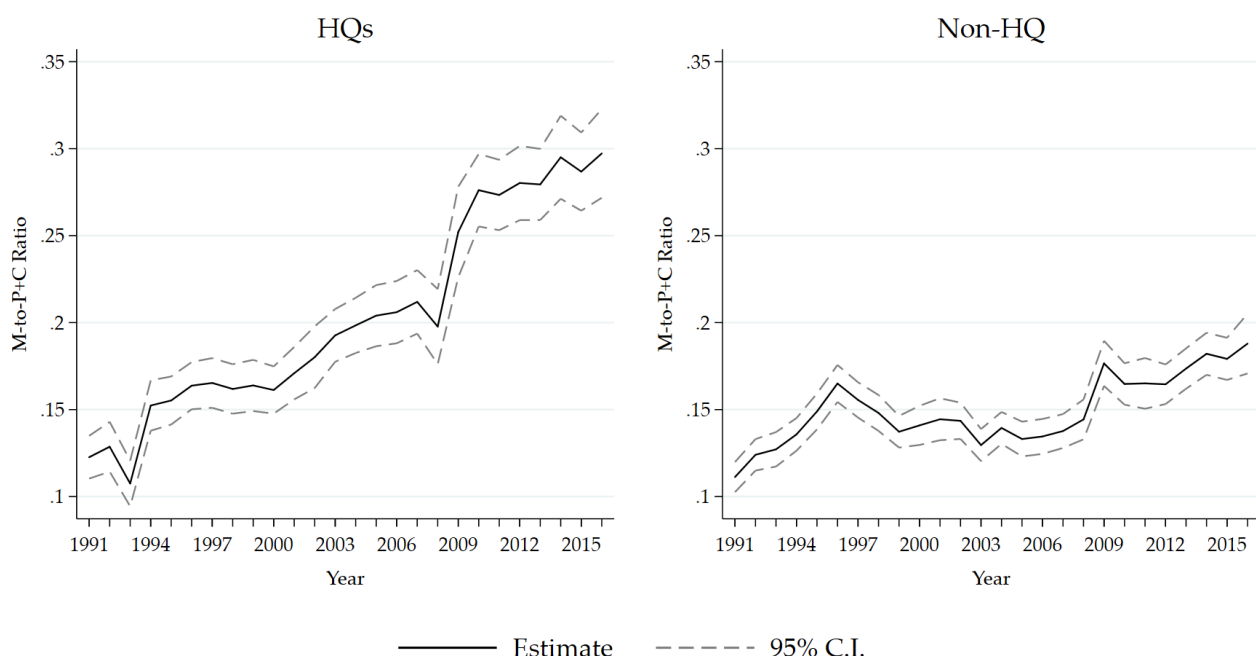 HQs
M-to-P+C Ratio
.35
.3
.25
.2
.15
.1
1991 1994 1997 2000 2003 2006 2009 2012 2015
Year
Non-HQ
M-to-P+C Ratio
.35
.3
.25
.2
.15
.1
1991 1994 1997 2000 2003 2006 2009 2012 2015
Year
Estimate 95% C.I.